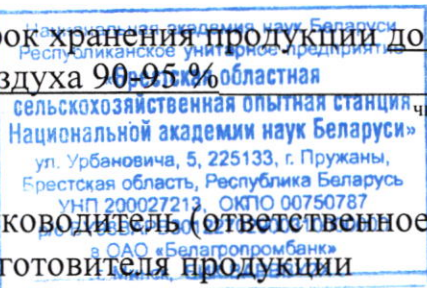 Национальная академия наук Беларуси
рок хранения продукции до
Республиканское унитарное предприятие
здуха 90-95 %
«Брестская областная
сельскохозяйственная опытная станция
Национальной академии наук Беларуси»
ул. Урбановича, 5, 225133, г. Пружаны,
Брестская область, Республика Беларусь
УНП 200027213, ОКПО 00750787
ководитель (ответственное
в ОАО «Белагропромбанк»
готовителя продукции